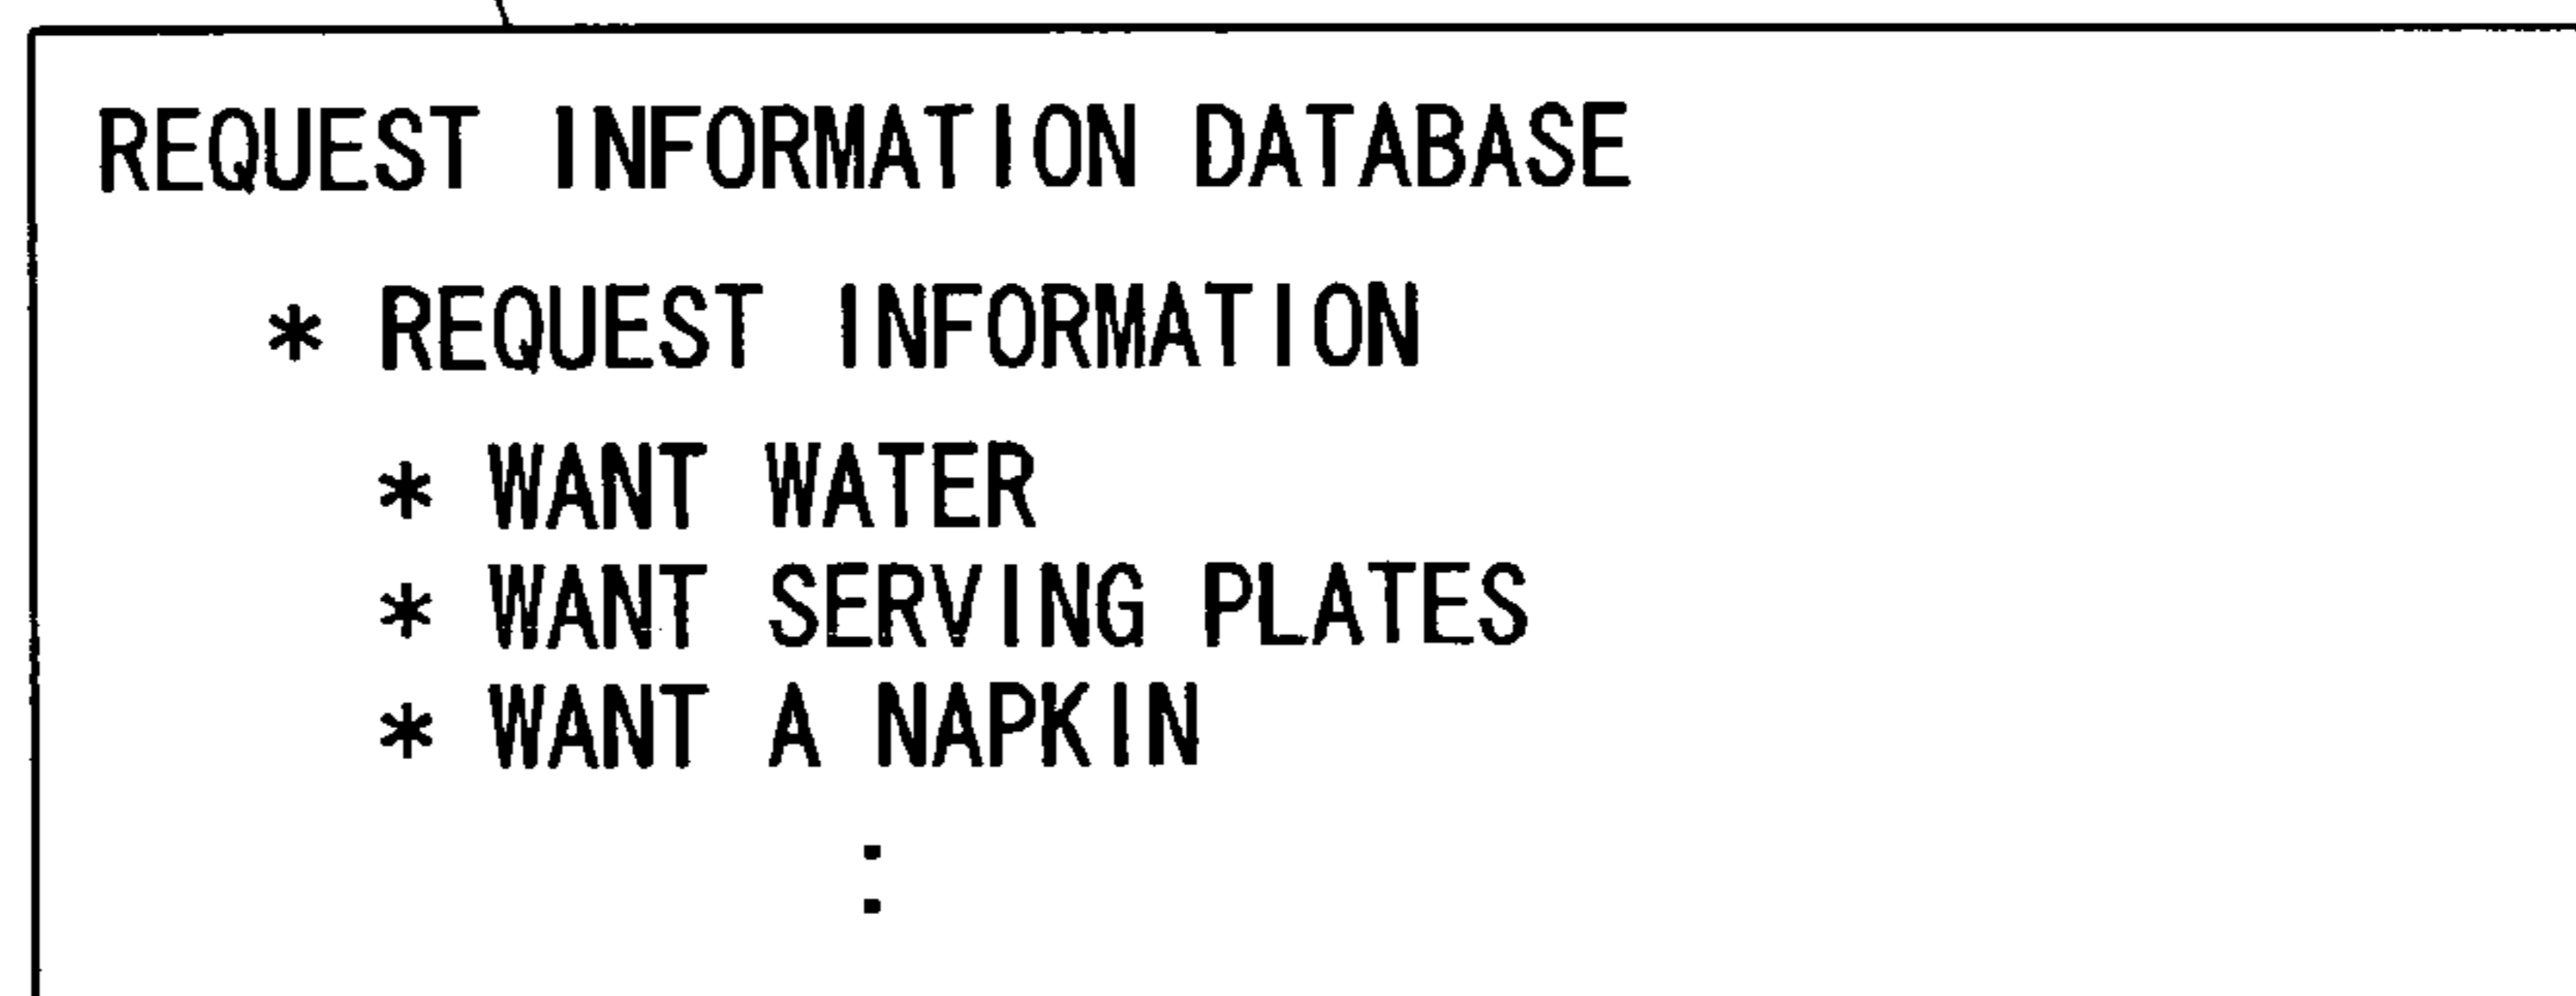 REQUEST INFORMATION DATABASE
* REQUEST INFORMATION
* WANT WATER
* WANT SERVING PLATES
* WANT A NAPKIN
: